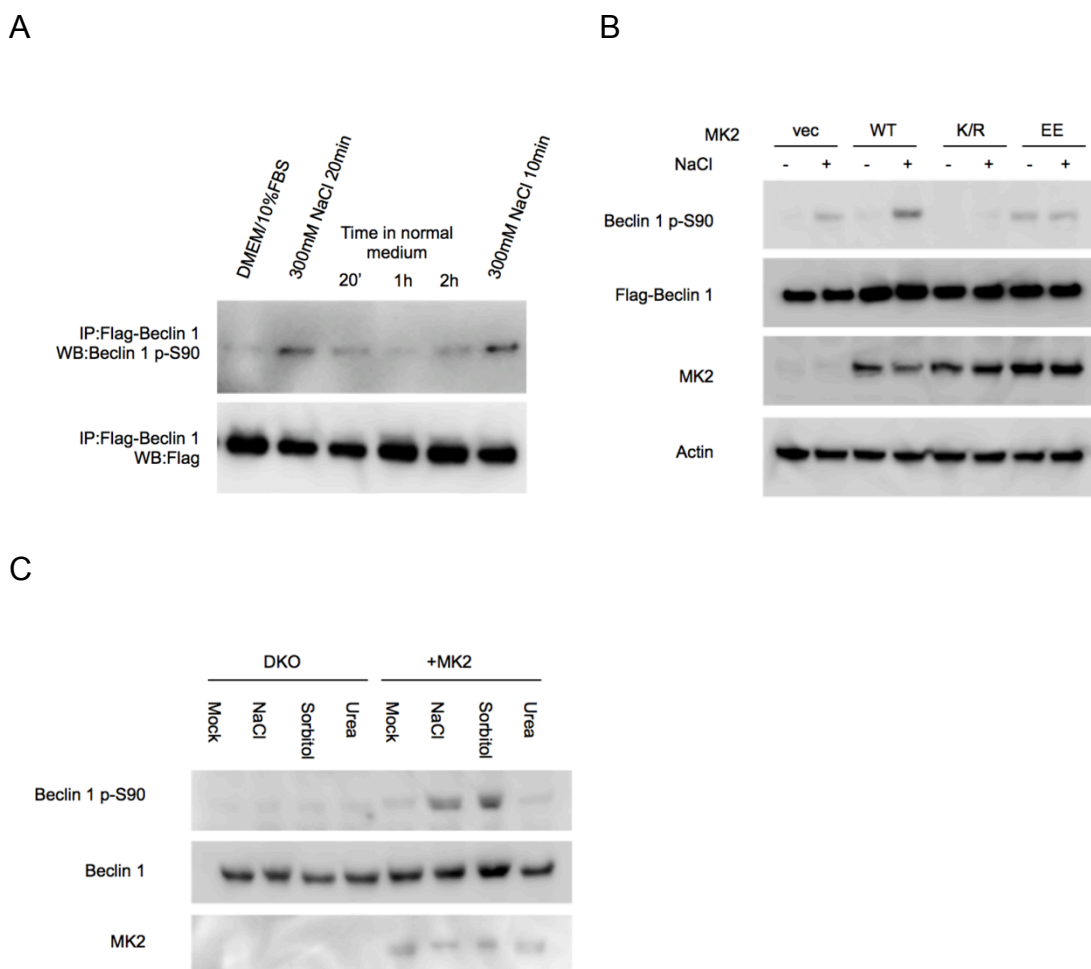 A
DMEM/10%FBS
300mM NaCl 20min
Time in normal
medium
20'
1h
2h
300mM NaCl 10min
IP:Flag-Beclin 1
WB:Beclin 1 p-S90
IP:Flag-Beclin 1
WB:Flag
B
MK2 vec WT K/R EE
NaCl - + - + - + - +
Beclin 1 p-S90
Flag-Beclin 1
MK2
Actin
C
DKO +MK2
Mock NaCl Sorbitol Urea Mock NaCl Sorbitol Urea
Beclin 1 p-S90
Beclin 1
MK2